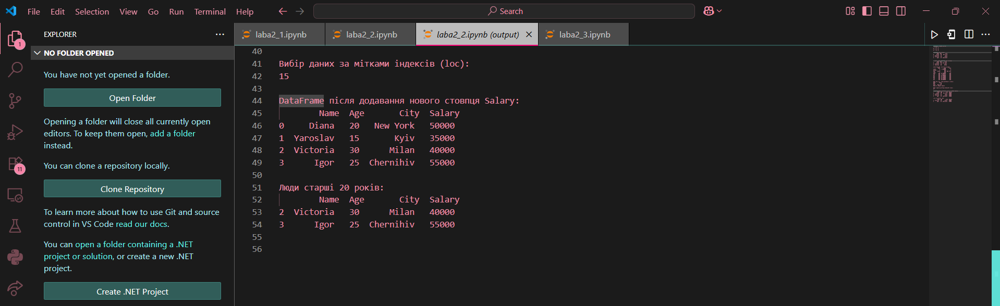 File Edit Selection View Go Run Terminal Help
Search
EXPLORER
NO FOLDER OPENED
You have not yet opened a folder.
Open Folder
Opening a folder will close all currently open
editors. To keep them open, add a folder
instead.
You can clone a repository locally.
Clone Repository
To learn more about how to use Git and source
control in VS Code read our docs.
You can open a folder containing a .NET
project or solution, or create a new .NET
project.
Create .NET Project
1
11
laba2_1.ipynb
laba2_2.ipynb
laba2_2.ipynb (output)
laba2_3.ipynb
40
41 Вибір даних за мітками індексів (loc):
42 15
43
44 DataFrame після додавання нового стовпця Salary:
45 Name Age City Salary
46 0 Diana 20 New York 50000
47 1 Yaroslav 15 Kyiv 35000
48 2 Victoria 30 Milan 40000
49 3 Igor 25 Chernihiv 55000
50
51 Люди старші 20 років:
52 Name Age City Salary
53 2 Victoria 30 Milan 40000
54 3 Igor 25 Chernihiv 55000
55
56